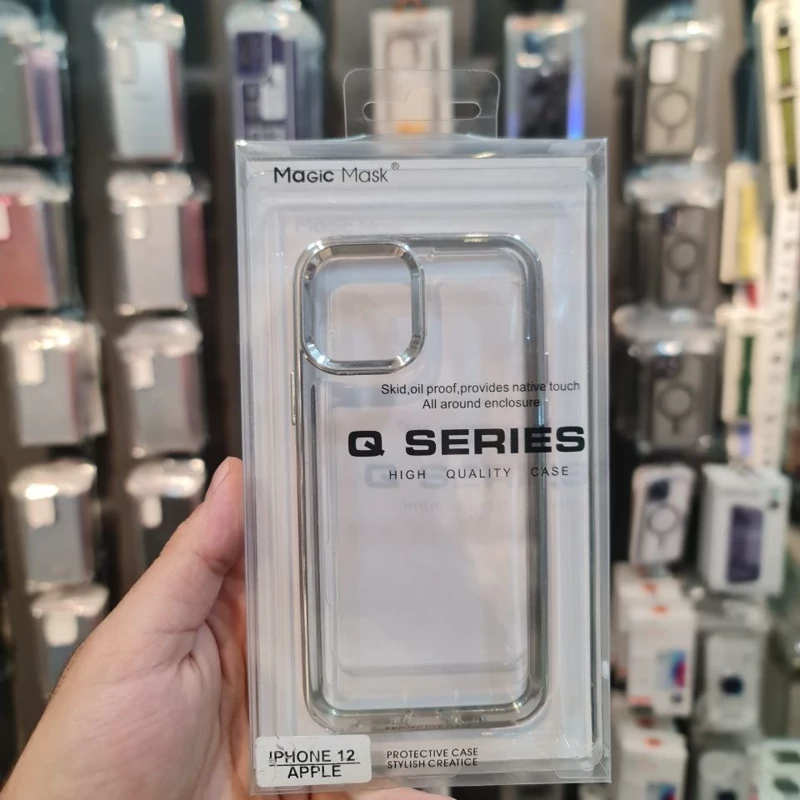 Magic Mask®
Skid,oil proof,provides native touch
All around enclosure
Q SERIES
HIGH QUALITY CASE
IPHONE 12
APPLE
PROTECTIVE CASE
STYLISH CREATICE